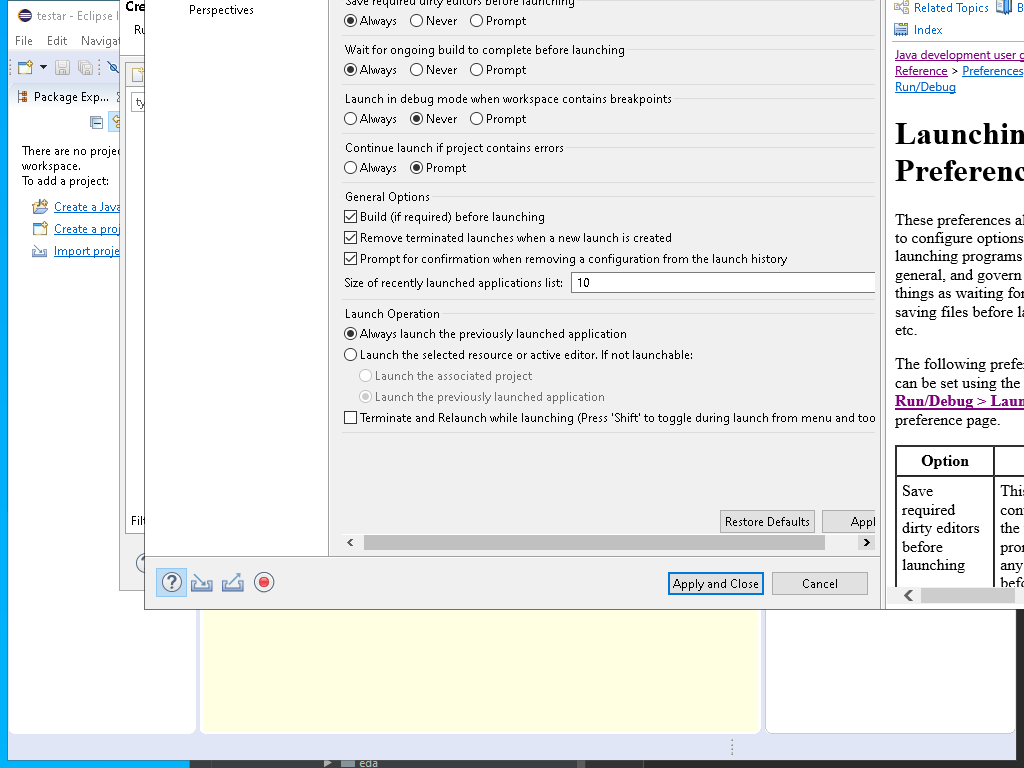 testar - Eclipse
File Edit
Package Exp...
There are no
workspace.
To add a project:
Create a Java
Create a
Import
Perspectives
Save required dirty editors before launching
Always Never Prompt
Wait for ongoing build to complete before launching
Always Never Prompt
Launch in debug mode when workspace contains breakpoints
Always Never Prompt
Continue launch if project contains errors
Always Prompt
General Options
Build (if required) before launching
Remove terminated launches when a new launch is created
Prompt for confirmation when removing a configuration from the launch history
Size of recently launched applications list: 10
Launch Operation
Always launch the previously launched application
Launch the selected resource or active editor. If not launchable:
Launch the associated project
Launch the previously launched application
Terminate and Relaunch while launching (Press 'Shift' to toggle during launch from menu and too
Restore Defaults Appl
Apply and Close Cancel
Related Topics B
Index
Java development user g
Reference > Preferences
Run/Debug
Launchin
Preferenc
These preferences al
to configure options
launching programs
general, and govern
things as waiting for
saving files before la
etc.
The following prefe
can be set using the
Run/Debug > Laun
preference page.
Option
Save
required
dirty editors
before
launching
This
con
the
pro
any
befo
eda